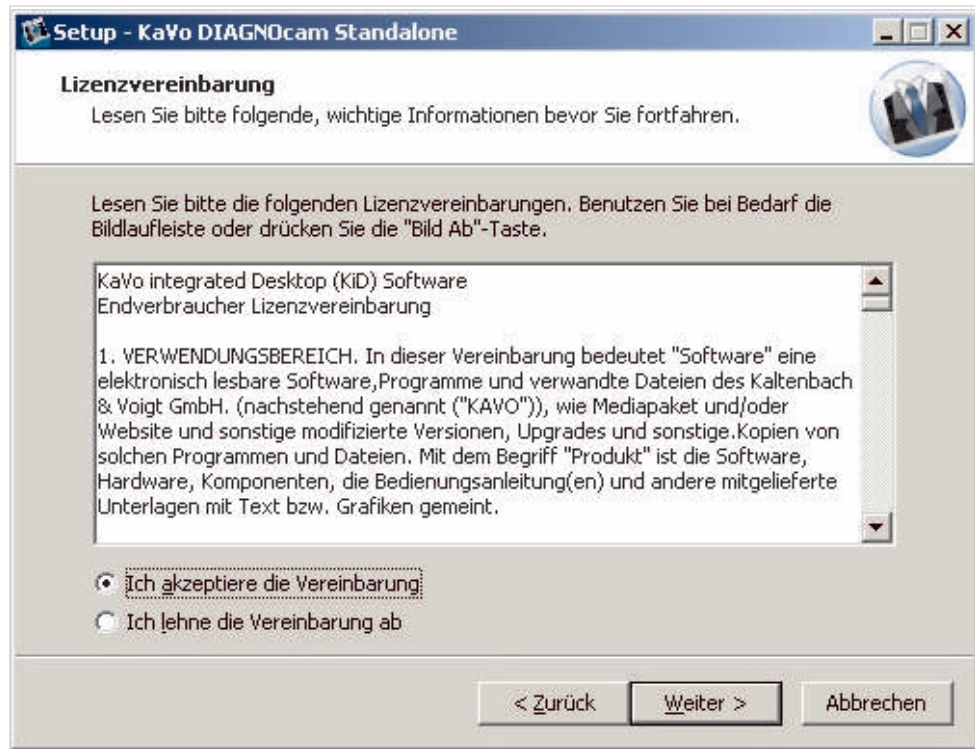 Setup - KaVo DIAGNOcam Standalone
Lizenzvereinbarung
Lesen Sie bitte folgende, wichtige Informationen bevor Sie fortfahren.
Lesen Sie bitte die folgenden Lizenzvereinbarungen. Benutzen Sie bei Bedarf die
Bildlaufleiste oder drücken Sie die "Bild Ab"-Taste.
KaVo integrated Desktop (KiD) Software
Endverbraucher Lizenzvereinbarung
1. VERWENDUNGSBEREICH. In dieser Vereinbarung bedeutet "Software" eine
elektronisch lesbare Software,Programme und verwandte Dateien des Kaltenbach
& Voigt GmbH. (nachstehend genannt ("KAVO")), wie Mediapaket und/oder
Website und sonstige modifizierte Versionen, Upgrades und sonstige.Kopien von
solchen Programmen und Dateien. Mit dem Begriff "Produkt" ist die Software,
Hardware, Komponenten, die Bedienungsanleitung(en) und andere mitgelieferte
Unterlagen mit Text bzw. Grafiken gemeint.
Ich akzeptiere die Vereinbarung
Ich lehne die Vereinbarung ab
< Zurück
Weiter >
Abbrechen